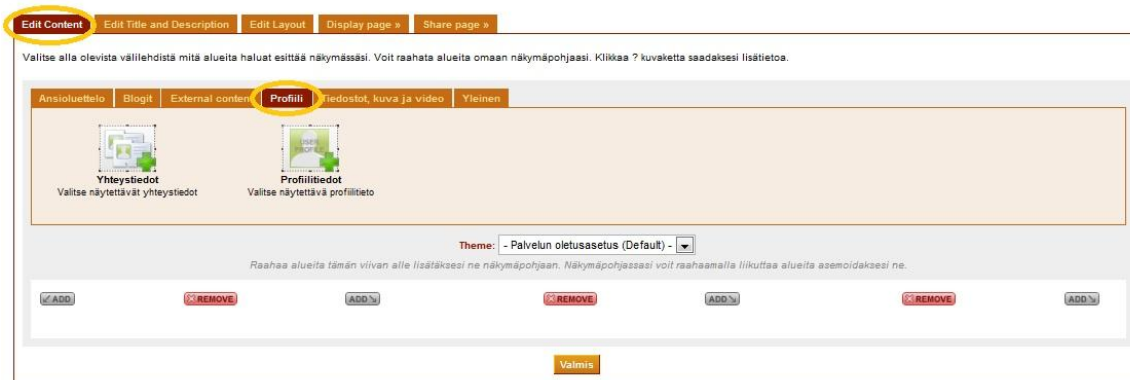 Edit Content Edit Title and Description Edit Layout Display page » Share page »
Valitse alla olevista välilehdistä mitä alueita haluat esittää näkymässäsi. Voit raahata alueita omaan näkymäpohjaasi. Klikkaa ? kuvaketta saadaksesi lisätietoa.
Ansioluettelo Blogit External content Profiili Tiedostot, kuva ja video Yleinen
USER
PROFILE
Yhteystiedot Profiilitiedot
Valitse näytettävät yhteystiedot Valitse näytettävä profiilitieto
Theme: - Palvelun oletusasetus (Default) -
Raahaa alueita tämän viivan alle lisätäksesi ne näkymäpohjaan. Näkymäpohjassasi voit raahaamalla liikuttaa alueita asemoidaksesi ne.
ADD REMOVE ADD REMOVE ADD REMOVE ADD
Valmis